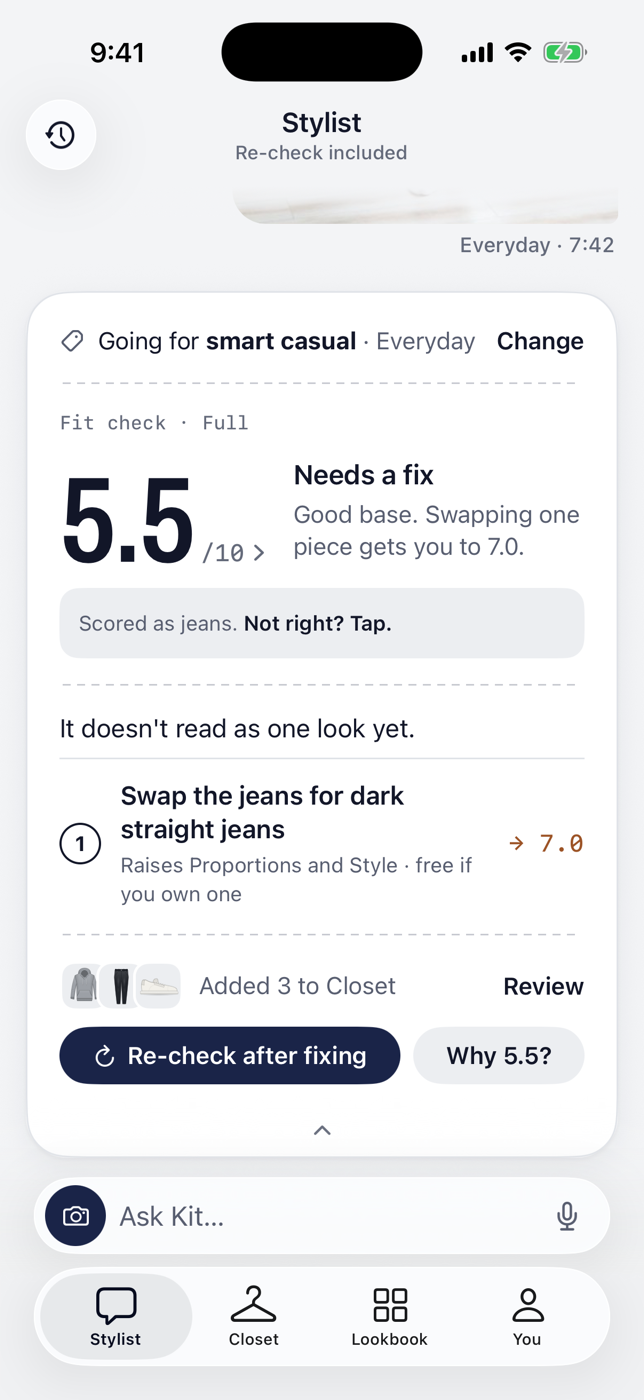 9:41
Stylist
Re-check included
Everyday · 7:42
Going for smart casual · Everyday Change
Fit check · Full
5.5 /10 >
Needs a fix
Good base. Swapping one
piece gets you to 7.0.
Scored as jeans. Not right? Tap.
It doesn't read as one look yet.
1
Swap the jeans for dark
straight jeans
Raises Proportions and Style · free if
you own one
→ 7.0
Added 3 to Closet Review
Re-check after fixing Why 5.5?
Ask Kit...
Stylist Closet Lookbook You